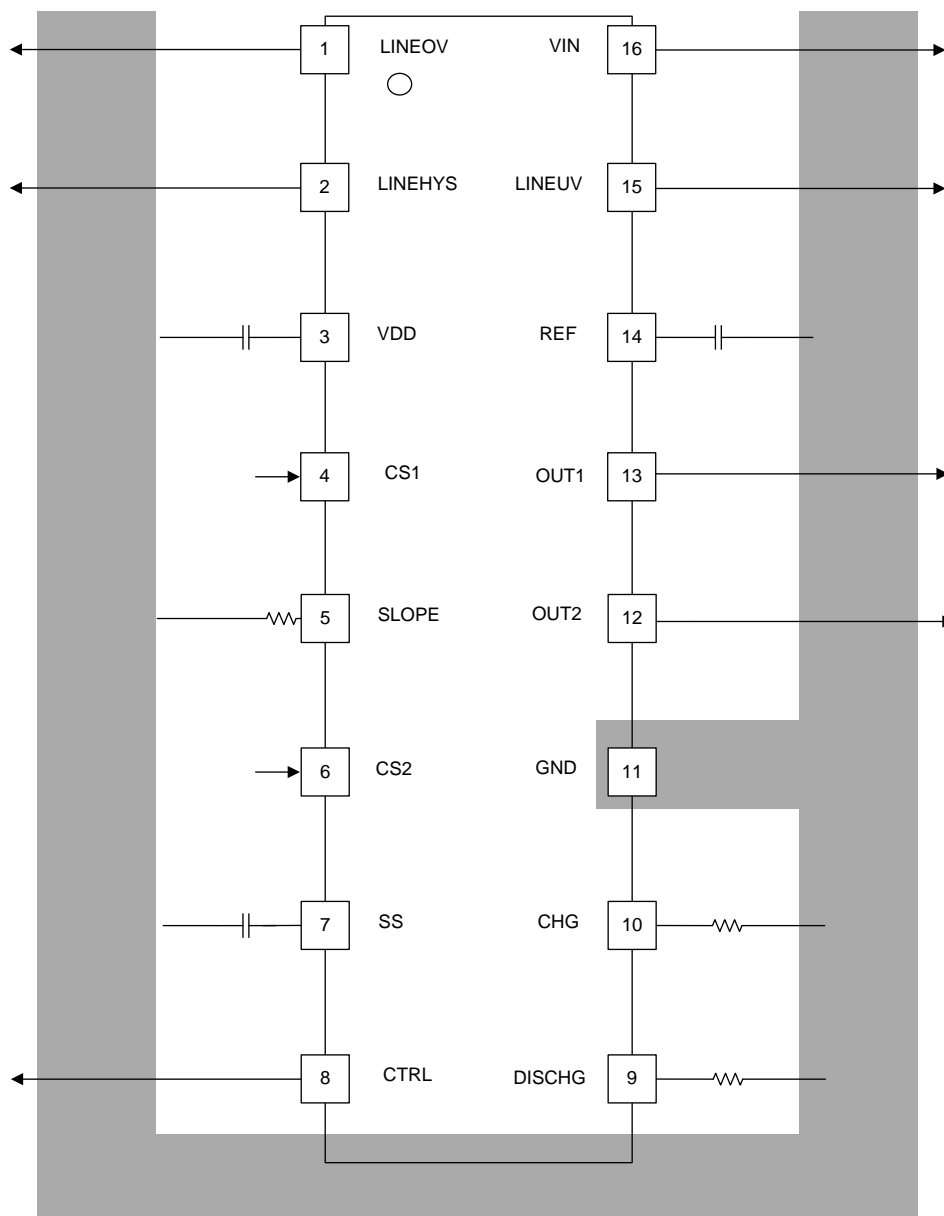 1 LINEOV VIN 16
2 LINEHYS LINEUV 15
3 VDD REF 14
4 CS1 OUT1 13
5 SLOPE OUT2 12
6 CS2 GND 11
7 SS CHG 10
8 CTRL DISCHG 9